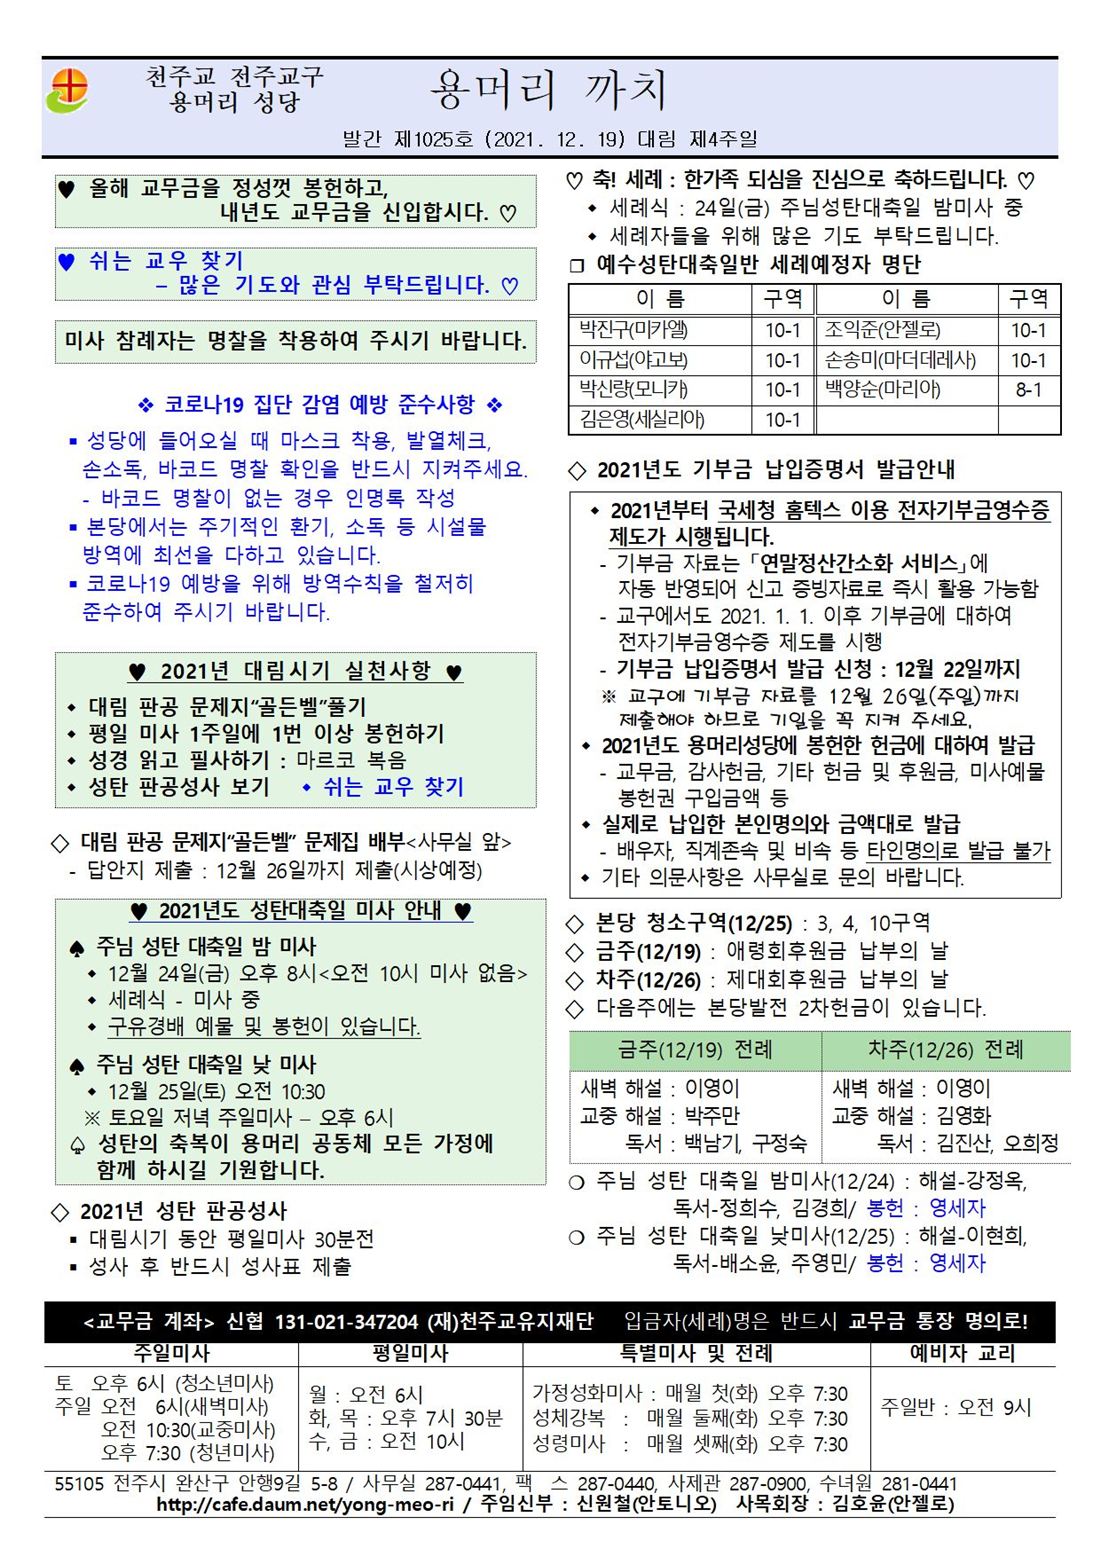 천주교 전주교구
용머리 성당
용머리 까치
발간 제1025호 (2021. 12. 19) 대림 제4주일
♥ 올해 교무금을 정성껏 봉헌하고,
내년도 교무금을 신입합시다. ♡
♥ 쉬는 교우 찾기
– 많은 기도와 관심 부탁드립니다. ♡
미사 참례자는 명찰을 착용하여 주시기 바랍니다.
❖ 코로나19 집단 감염 예방 준수사항 ❖
▪ 성당에 들어오실 때 마스크 착용, 발열체크,
손소독, 바코드 명찰 확인을 반드시 지켜주세요.
- 바코드 명찰이 없는 경우 인명록 작성
▪ 본당에서는 주기적인 환기, 소독 등 시설물
방역에 최선을 다하고 있습니다.
▪ 코로나19 예방을 위해 방역수칙을 철저히
준수하여 주시기 바랍니다.
♥ 2021년 대림시기 실천사항 ♥
◆ 대림 판공 문제지“골든벨”풀기
◆ 평일 미사 1주일에 1번 이상 봉헌하기
◆ 성경 읽고 필사하기 : 마르코 복음
◆ 성탄 판공성사 보기 ◆ 쉬는 교우 찾기
◇ 대림 판공 문제지“골든벨” 문제집 배부<사무실 앞>
- 답안지 제출 : 12월 26일까지 제출(시상예정)
♥ 2021년도 성탄대축일 미사 안내 ♥
♠ 주님 성탄 대축일 밤 미사
◆ 12월 24일(금) 오후 8시<오전 10시 미사 없음>
◆ 세례식 - 미사 중
◆ 구유경배 예물 및 봉헌이 있습니다.
♠ 주님 성탄 대축일 낮 미사
◆ 12월 25일(토) 오전 10:30
※ 토요일 저녁 주일미사 – 오후 6시
♤ 성탄의 축복이 용머리 공동체 모든 가정에
함께 하시길 기원합니다.
◇ 2021년 성탄 판공성사
▪ 대림시기 동안 평일미사 30분전
▪ 성사 후 반드시 성사표 제출
♡ 축! 세례 : 한가족 되심을 진심으로 축하드립니다. ♡
◆ 세례식 : 24일(금) 주님성탄대축일 밤미사 중
◆ 세례자들을 위해 많은 기도 부탁드립니다.
❒ 예수성탄대축일반 세례예정자 명단
이 름 구역 이 름 구역
박진구(미카엘) 10-1 조익준(안젤로) 10-1
이규섭(야고보) 10-1 손송미(마더데레사) 10-1
박신량(모니카) 10-1 백양순(마리아) 8-1
김은영(세실리아) 10-1
◇ 2021년도 기부금 납입증명서 발급안내
◆ 2021년부터 국세청 홈텍스 이용 전자기부금영수증
제도가 시행됩니다.
- 기부금 자료는 「연말정산간소화 서비스」에
자동 반영되어 신고 증빙자료로 즉시 활용 가능함
- 교구에서도 2021. 1. 1. 이후 기부금에 대하여
전자기부금영수증 제도를 시행
- 기부금 납입증명서 발급 신청 : 12월 22일까지
※ 교구에 기부금 자료를 12월 26일(주일)까지
제출해야 하므로 기일을 꼭 지켜 주세요.
◆ 2021년도 용머리성당에 봉헌한 헌금에 대하여 발급
- 교무금, 감사헌금, 기타 헌금 및 후원금, 미사예물
봉헌권 구입금액 등
◆ 실제로 납입한 본인명의와 금액대로 발급
- 배우자, 직계존속 및 비속 등 타인명의로 발급 불가
◆ 기타 의문사항은 사무실로 문의 바랍니다.
◇ 본당 청소구역(12/25) : 3, 4, 10구역
◇ 금주(12/19) : 애령회후원금 납부의 날
◇ 차주(12/26) : 제대회후원금 납부의 날
◇ 다음주에는 본당발전 2차헌금이 있습니다.
금주(12/19) 전례 차주(12/26) 전례
새벽 해설 : 이영이 새벽 해설 : 이영이
교중 해설 : 박주만 교중 해설 : 김영화
독서 : 백남기, 구정숙 독서 : 김진산, 오희정
❍ 주님 성탄 대축일 밤미사(12/24) : 해설-강정옥,
독서-정희수, 김경희/ 봉헌 : 영세자
❍ 주님 성탄 대축일 낮미사(12/25) : 해설-이현희,
독서-배소윤, 주영민/ 봉헌 : 영세자
<교무금 계좌> 신협 131-021-347204 (재)천주교유지재단 입금자(세례)명은 반드시 교무금 통장 명의로!
주일미사 평일미사 특별미사 및 전례 예비자 교리
토 오후 6시 (청소년미사)
주일 오전 6시(새벽미사)
오전 10:30(교중미사)
오후 7:30 (청년미사)
월 : 오전 6시
화, 목 : 오후 7시 30분
수, 금 : 오전 10시
가정성화미사 : 매월 첫(화) 오후 7:30
성체강복 : 매월 둘째(화) 오후 7:30
성령미사 : 매월 셋째(화) 오후 7:30
주일반 : 오전 9시
55105 전주시 완산구 안행9길 5-8 / 사무실 287-0441, 팩 스 287-0440, 사제관 287-0900, 수녀원 281-0441
http://cafe.daum.net/yong-meo-ri / 주임신부 : 신원철(안토니오) 사목회장 : 김호윤(안젤로)